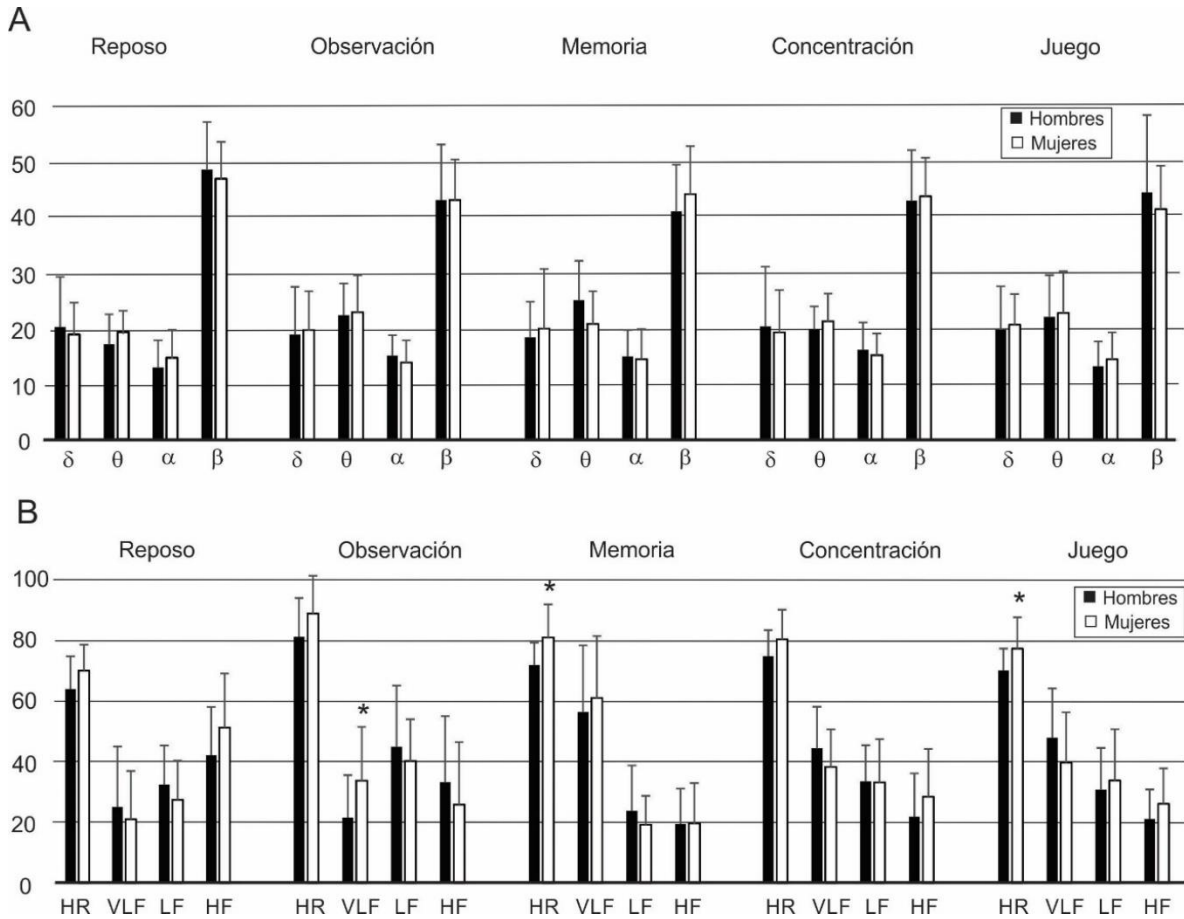 A
Reposo Observación Memoria Concentración Juego
60
Hombres
Mujeres
50
40
30
20
10
0
δ θ α β δ θ α β δ θ α β δ θ α β δ θ α β
B
Reposo Observación Memoria Concentración Juego
100
* *
Hombres
Mujeres
80
*
60
40
20
0
HR VLF LF HF HR VLF LF HF HR VLF LF HF HR VLF LF HF HR VLF LF HF